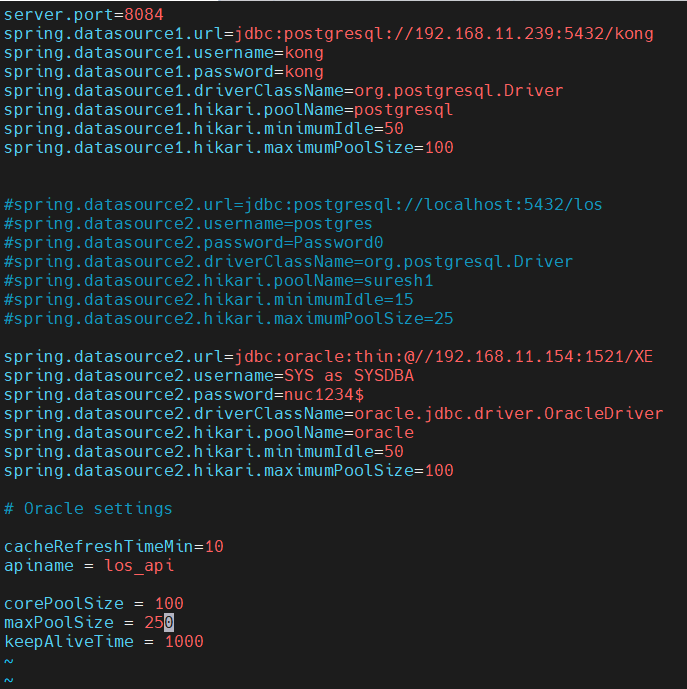 server.port=8084
spring.datasource1.url=jdbc:postgresql://192.168.11.239:5432/kong
spring.datasource1.username=kong
spring.datasource1.password=kong
spring.datasource1.driverClassName=org.postgresql.Driver
spring.datasource1.hikari.poolName=postgresql
spring.datasource1.hikari.minimumIdle=50
spring.datasource1.hikari.maximumPoolSize=100
#spring.datasource2.url=jdbc:postgresql://localhost:5432/los
#spring.datasource2.username=postgres
#spring.datasource2.password=Password0
#spring.datasource2.driverClassName=org.postgresql.Driver
#spring.datasource2.hikari.poolName=suresh1
#spring.datasource2.hikari.minimumIdle=15
#spring.datasource2.hikari.maximumPoolSize=25
spring.datasource2.url=jdbc:oracle:thin:@//192.168.11.154:1521/XE
spring.datasource2.username=SYS as SYSDBA
spring.datasource2.password=nuc1234$
spring.datasource2.driverClassName=oracle.jdbc.driver.OracleDriver
spring.datasource2.hikari.poolName=oracle
spring.datasource2.hikari.minimumIdle=50
spring.datasource2.hikari.maximumPoolSize=100
# Oracle settings
cacheRefreshTimeMin=10
apiname = los_api
corePoolSize = 100
maxPoolSize = 250
keepAliveTime = 1000
~
~